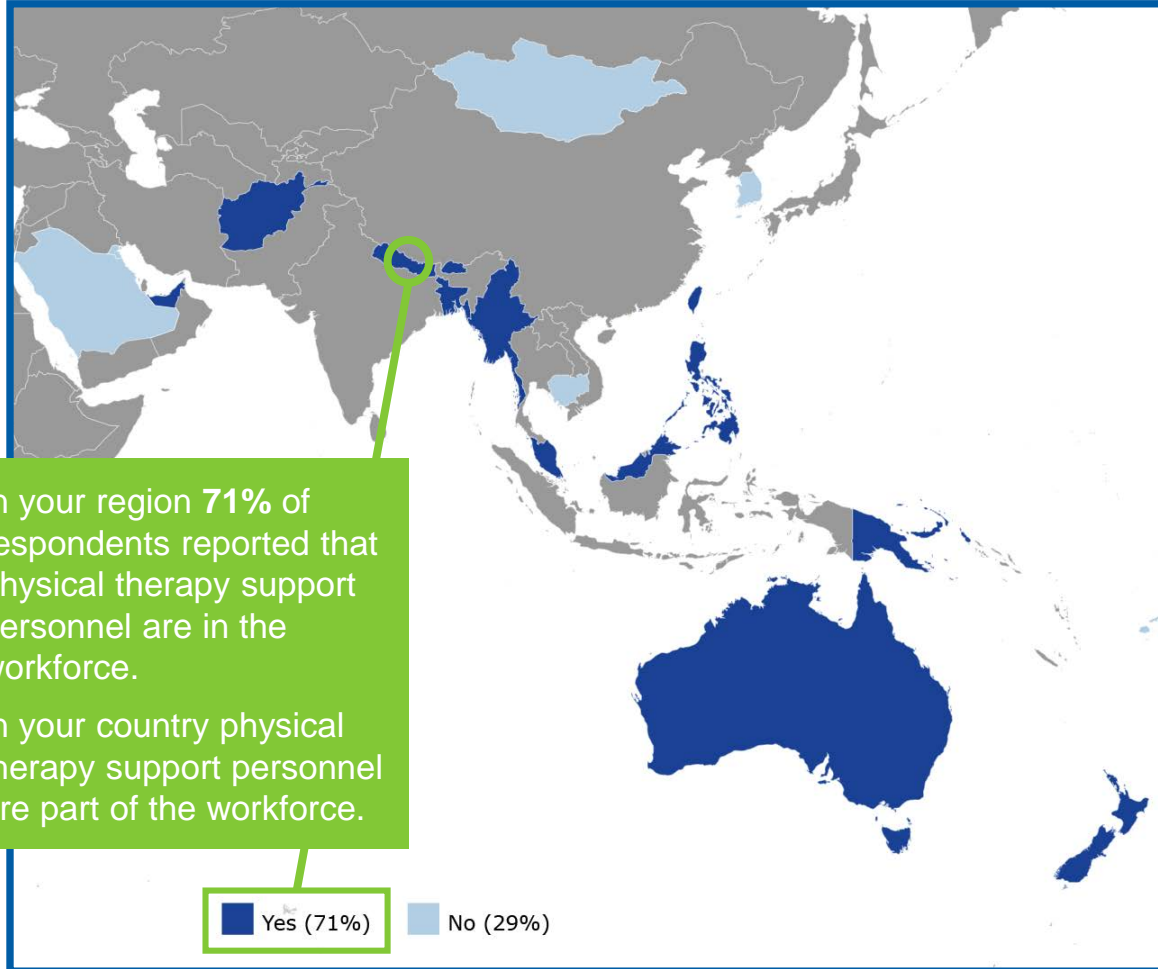 n your region 71% of
espondents reported that
hysical therapy support
ersonnel are in the
workforce.
n your country physical
herapy support personnel
re part of the workforce.
Yes (71%) No (29%)